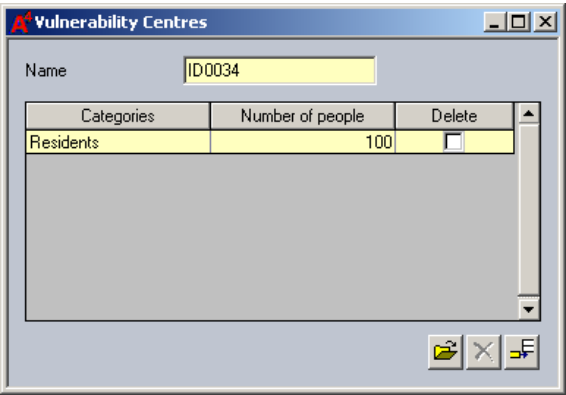 Vulnerability Centres
Name ID0034
Categories Number of people Delete
Residents 100